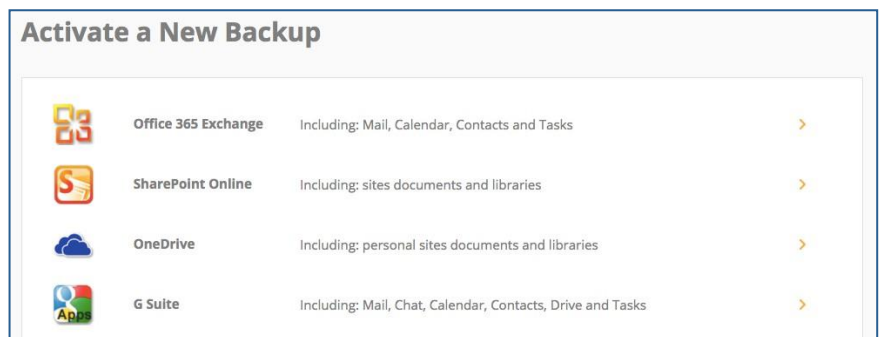 Activate a New Backup
Office 365 Exchange Including: Mail, Calendar, Contacts and Tasks
S
SharePoint Online Including: sites documents and libraries
OneDrive Including: personal sites documents and libraries
Apps
G Suite Including: Mail, Chat, Calendar, Contacts, Drive and Tasks